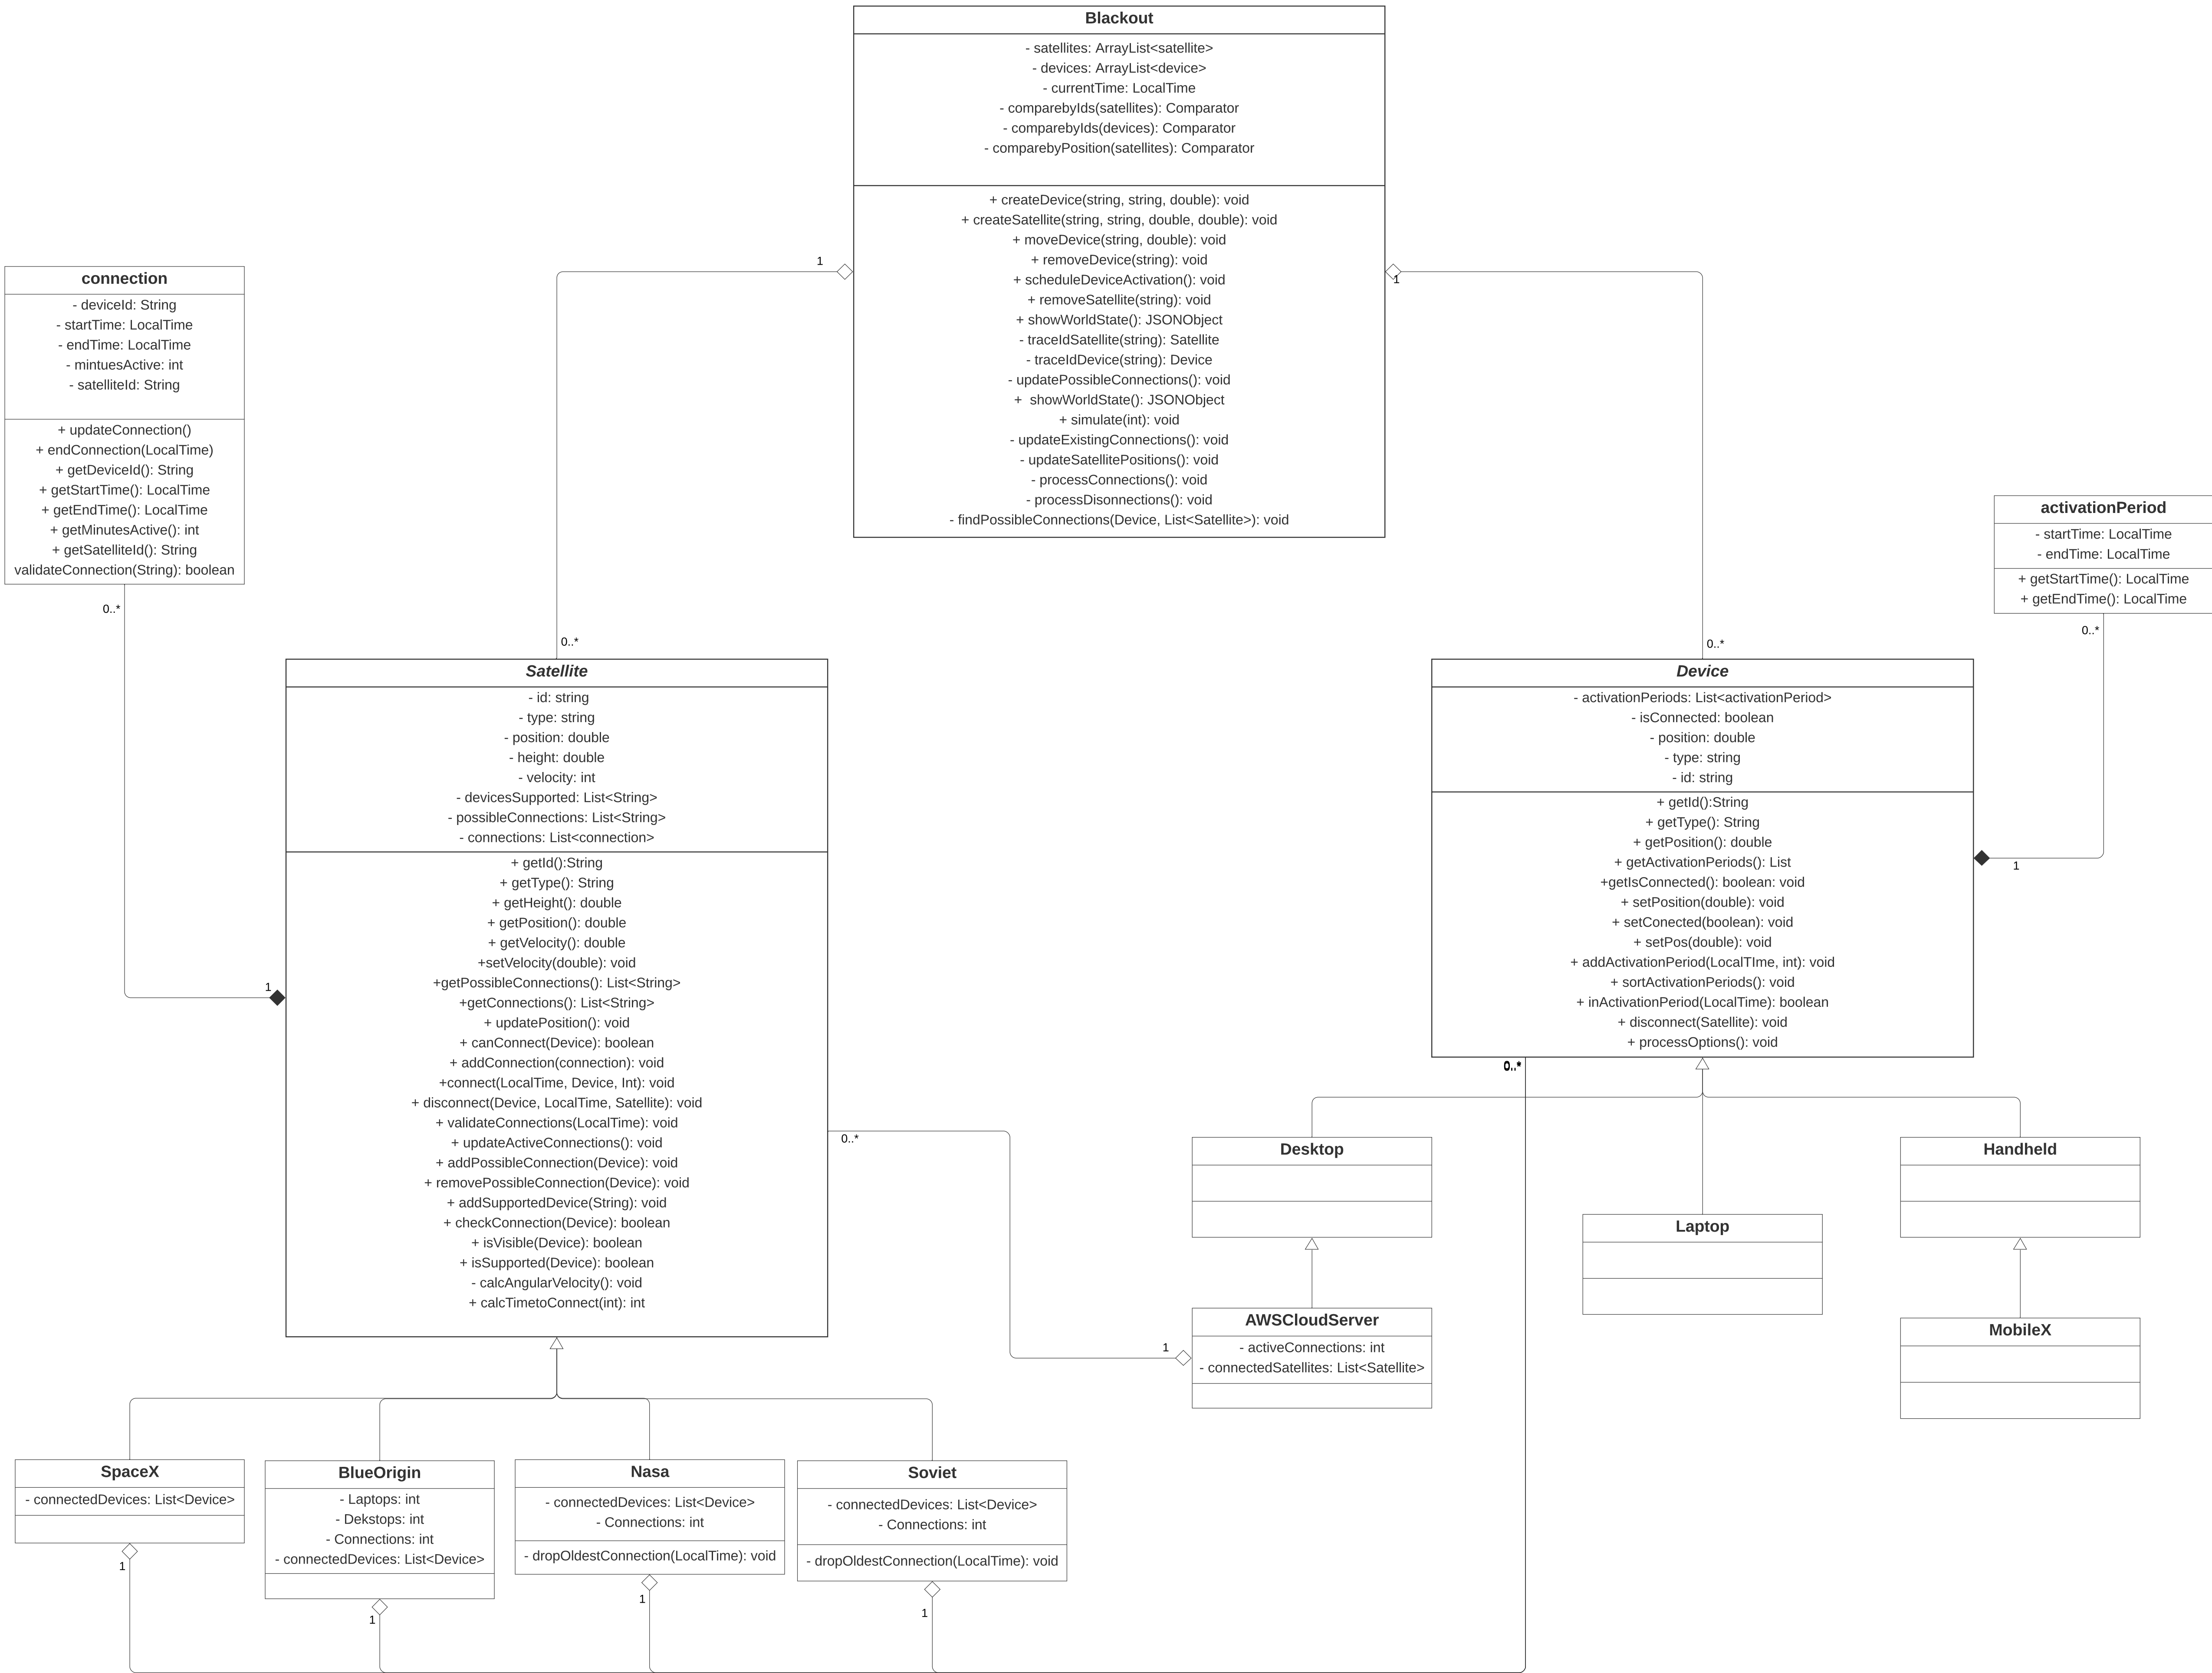 Blackout
- satellites: ArrayList<satellite>
- devices: ArrayList<device>
- currentTime: LocalTime
- comparebyIds(satellites): Comparator
- comparebyIds(devices): Comparator
- comparebyPosition(satellites): Comparator
+ createDevice(string, string, double): void
+ createSatellite(string, string, double, double): void
+ moveDevice(string, double): void
+ removeDevice(string): void
+ scheduleDeviceActivation(): void
+ removeSatellite(string): void
+ showWorldState(): JSONObject
- traceIdSatellite(string): Satellite
- traceIdDevice(string): Device
- updatePossibleConnections(): void
+  showWorldState(): JSONObject
+ simulate(int): void
- updateExistingConnections(): void
- updateSatellitePositions(): void
- processConnections(): void
- processDisonnections(): void
- findPossibleConnections(Device, List<Satellite>): void
1
1
connection
- deviceId: String
- startTime: LocalTime
- endTime: LocalTime
- mintuesActive: int
- satelliteId: String
+ updateConnection()
+ endConnection(LocalTime)
+ getDeviceId(): String
+ getStartTime(): LocalTime
+ getEndTime(): LocalTime
+ getMinutesActive(): int
+ getSatelliteId(): String
validateConnection(String): boolean
0..*
activationPeriod
- startTime: LocalTime
- endTime: LocalTime
+ getStartTime(): LocalTime
+ getEndTime(): LocalTime
0..*
0..*
0..*
Satellite
- id: string
- type: string
- position: double
- height: double
- velocity: int
- devicesSupported: List<String>
- possibleConnections: List<String>
- connections: List<connection>
+ getId():String
+ getType(): String
+ getHeight(): double
+ getPosition(): double
+ getVelocity(): double
+setVelocity(double): void
+getPossibleConnections(): List<String>
+getConnections(): List<String>
+ updatePosition(): void
+ canConnect(Device): boolean
+ addConnection(connection): void
+connect(LocalTime, Device, Int): void
+ disconnect(Device, LocalTime, Satellite): void
+ validateConnections(LocalTime): void
+ updateActiveConnections(): void
+ addPossibleConnection(Device): void
+ removePossibleConnection(Device): void
+ addSupportedDevice(String): void
+ checkConnection(Device): boolean
+ isVisible(Device): boolean
+ isSupported(Device): boolean
- calcAngularVelocity(): void
+ calcTimetoConnect(int): int
1
0..*
Device
- activationPeriods: List<activationPeriod>
- isConnected: boolean
- position: double
- type: string
- id: string
+ getId():String
+ getType(): String
+ getPosition(): double
+ getActivationPeriods(): List
+getIsConnected(): boolean: void
+ setPosition(double): void
+ setConected(boolean): void
+ setPos(double): void
+ addActivationPeriod(LocalTIme, int): void
+ sortActivationPeriods(): void
+ inActivationPeriod(LocalTime): boolean
+ disconnect(Satellite): void
+ processOptions(): void
1
0..*
Desktop
Laptop
Handheld
AWSCloudServer
- activeConnections: int
- connectedSatellites: List<Satellite>
1
MobileX
SpaceX
- connectedDevices: List<Device>
1
BlueOrigin
- Laptops: int
- Dekstops: int
- Connections: int
- connectedDevices: List<Device>
1
Nasa
- connectedDevices: List<Device>
- Connections: int
- dropOldestConnection(LocalTime): void
1
Soviet
- connectedDevices: List<Device>
- Connections: int
- dropOldestConnection(LocalTime): void
1